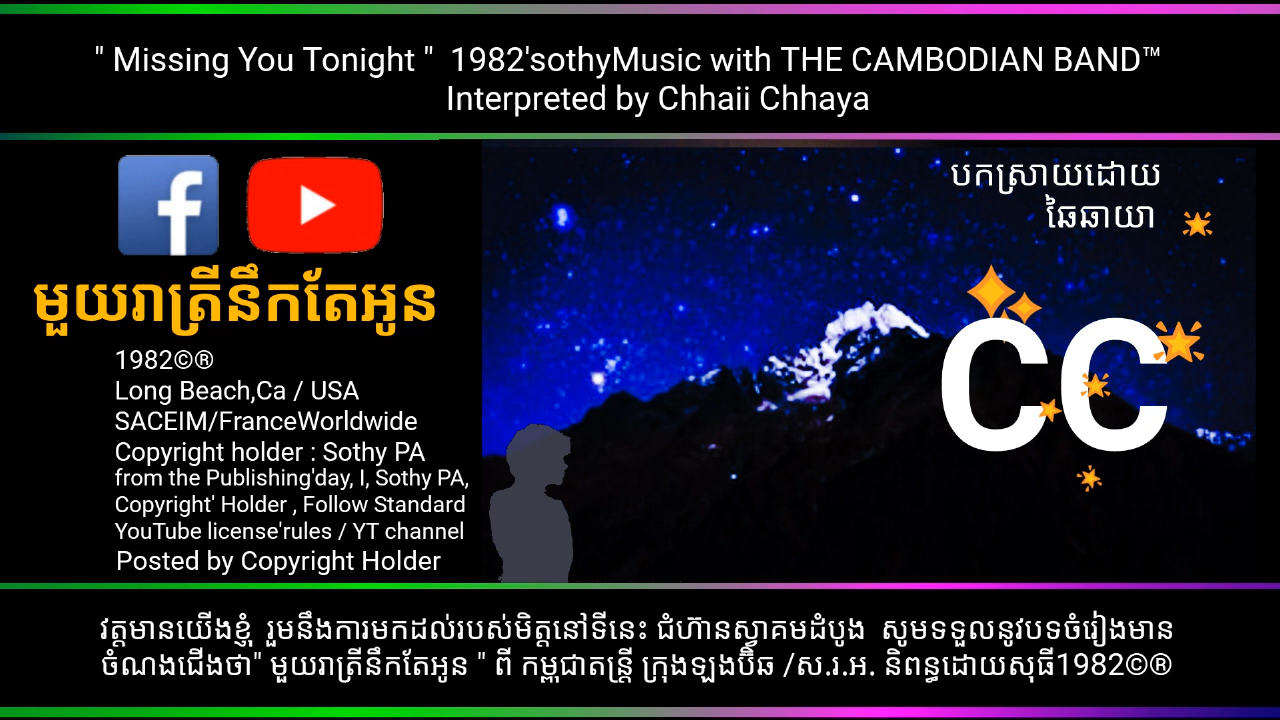 " Missing You Tonight " 1982'sothyMusic with THE CAMBODIAN BAND™
Interpreted by Chhaii Chhaya
បកស្រាយដោយ
ឆៃឆាយា
មួយរាត្រីនឹកតែអូន
CC
1982©®
Long Beach,Ca / USA
SACEIM/FranceWorldwide
Copyright holder : Sothy PA
from the Publishing'day, I, Sothy PA,
Copyright' Holder , Follow Standard
YouTube license'rules / YT channel
Posted by Copyright Holder
វត្តមានយើងខ្ញុំ រួមនឹងការមកដល់របស់មិត្តនៅទីនេះ ជំហ៊ានស្វាគមដំបូង សូមទទួលនូវបទចំរៀងមាន
ចំណងជើងថា" មួយរាត្រីនឹកតែអូន " ពី កម្ពុជាតន្ត្រី ក្រុងឡុងប៊ិឆ /ស.រ.អ. និពន្ធដោយសុធី1982©®